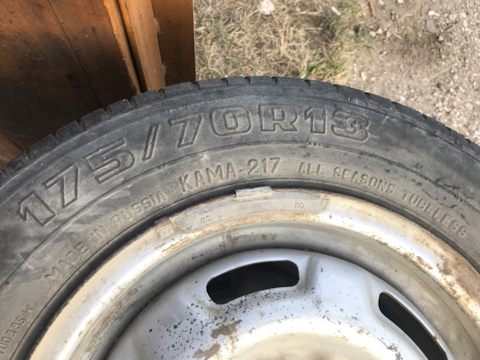 175/70R13
MADE IN RUSSIA KAMA-217 ALL SEASONS TUBELESS